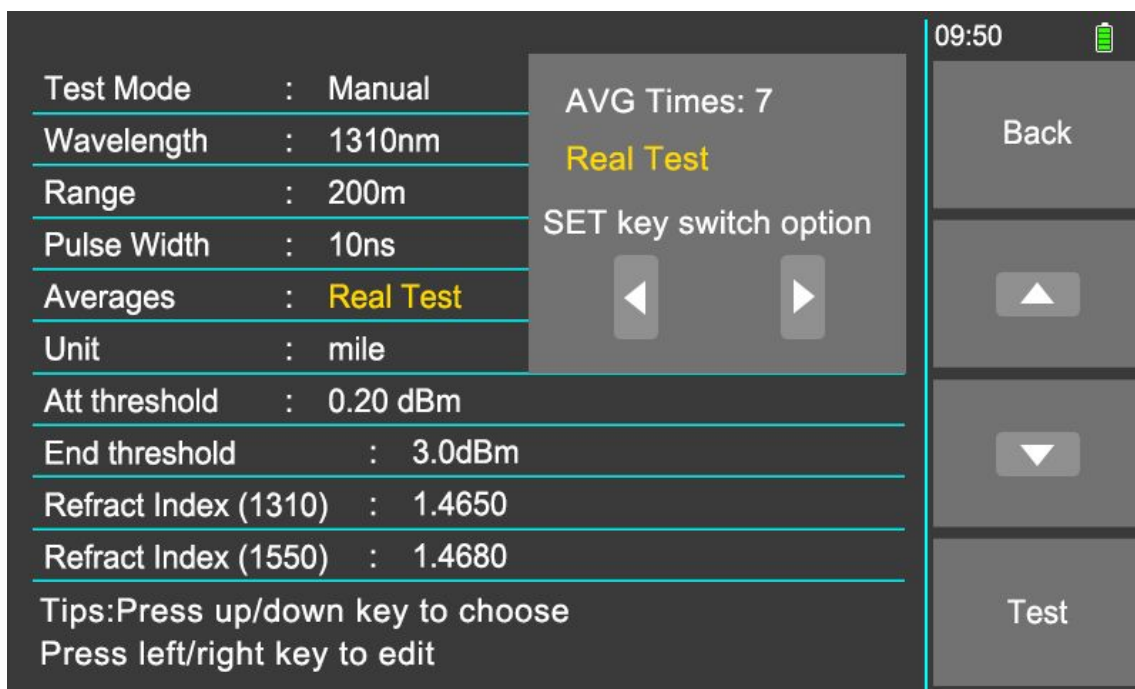 09:50
Test Mode : Manual
Wavelength : 1310nm
Range : 200m
Pulse Width : 10ns
Averages : Real Test
Unit : mile
Att threshold : 0.20 dBm
End threshold : 3.0dBm
Refract Index (1310) : 1.4650
Refract Index (1550) : 1.4680
Tips:Press up/down key to choose
Press left/right key to edit
AVG Times: 7
Real Test
SET key switch option
Back
Test